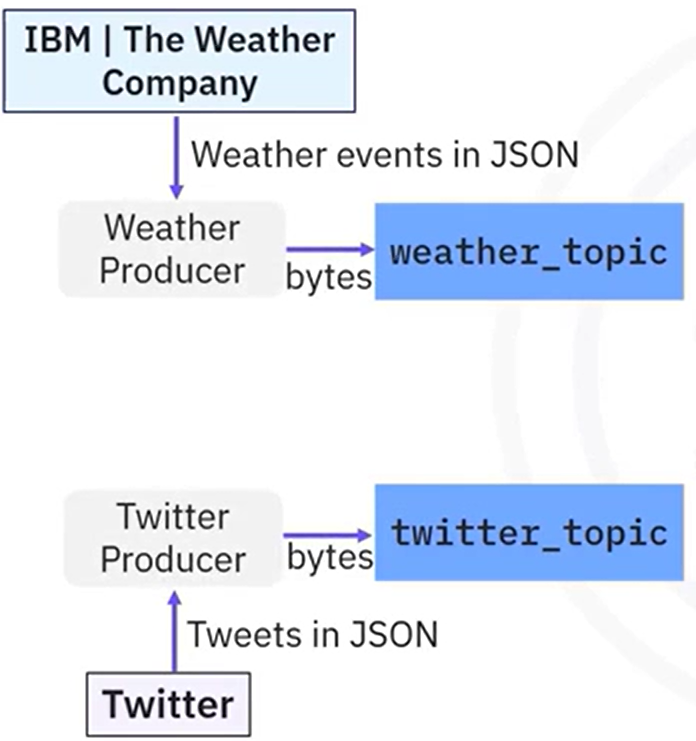 IBM | The Weather
Company
Weather events in JSON
Weather
Producer
bytes
weather_topic
Twitter
Producer
bytes
twitter_topic
Tweets in JSON
Twitter